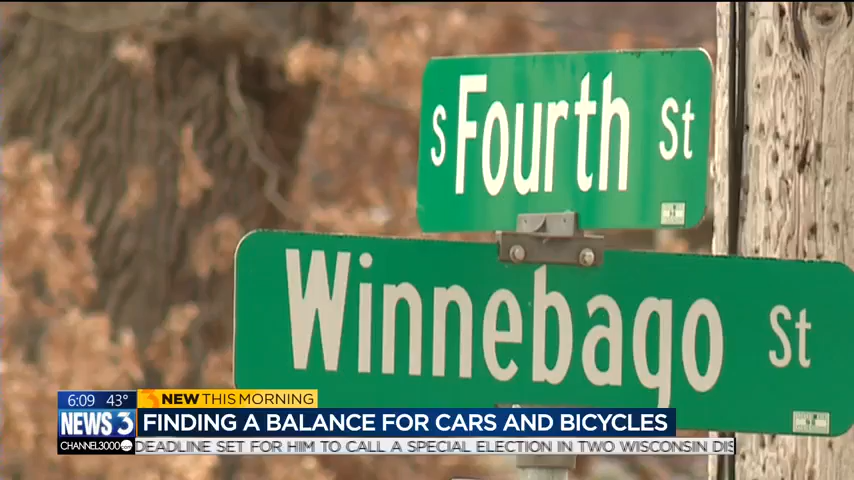 S Fourth St
Winnebago St
6:09 43°
NEW THIS MORNING
NEWS 3
FINDING A BALANCE FOR CARS AND BICYCLES
CHANNEL3000
DEADLINE SET FOR HIM TO CALL A SPECIAL ELECTION IN TWO WISCONSIN DIS